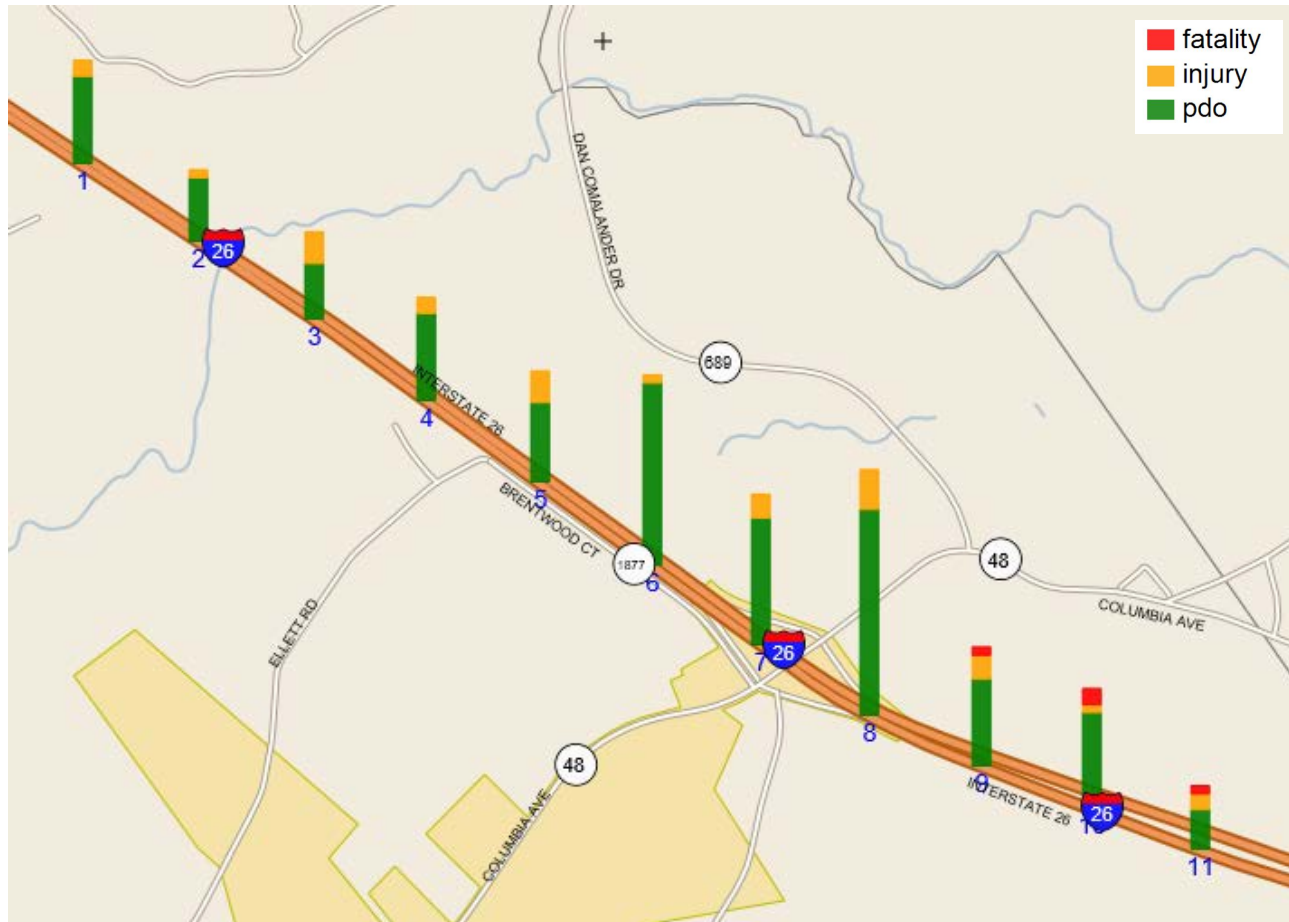 fatality
injury
pdo
1
2
26
3
DAN COMALANDER DR
689
4
INTERSTATE 26
5
BRENTWOOD CT
1877
6
48
COLUMBIA AVE
ELLETT RD
7
26
8
48
COLUMBIA AVE
9
INTERSTATE 26
26
11